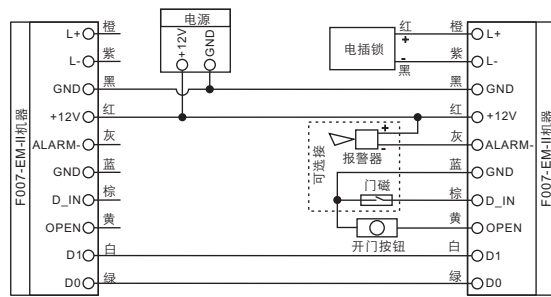 F007-EM-II机器
L+
橙
L-
紫
GND
黑
+12V
红
ALARM-
灰
GND
蓝
D_IN
棕
OPEN
黄
D1
白
D0
绿
电源
+12V
GND
电插锁
红
+
-
黑
可选接
+
-
报警器
门磁
开门按钮
橙
L+
紫
L-
黑
GND
红
+12V
灰
ALARM-
蓝
GND
棕
D_IN
黄
OPEN
白
D1
绿
D0
F007-EM-II机器